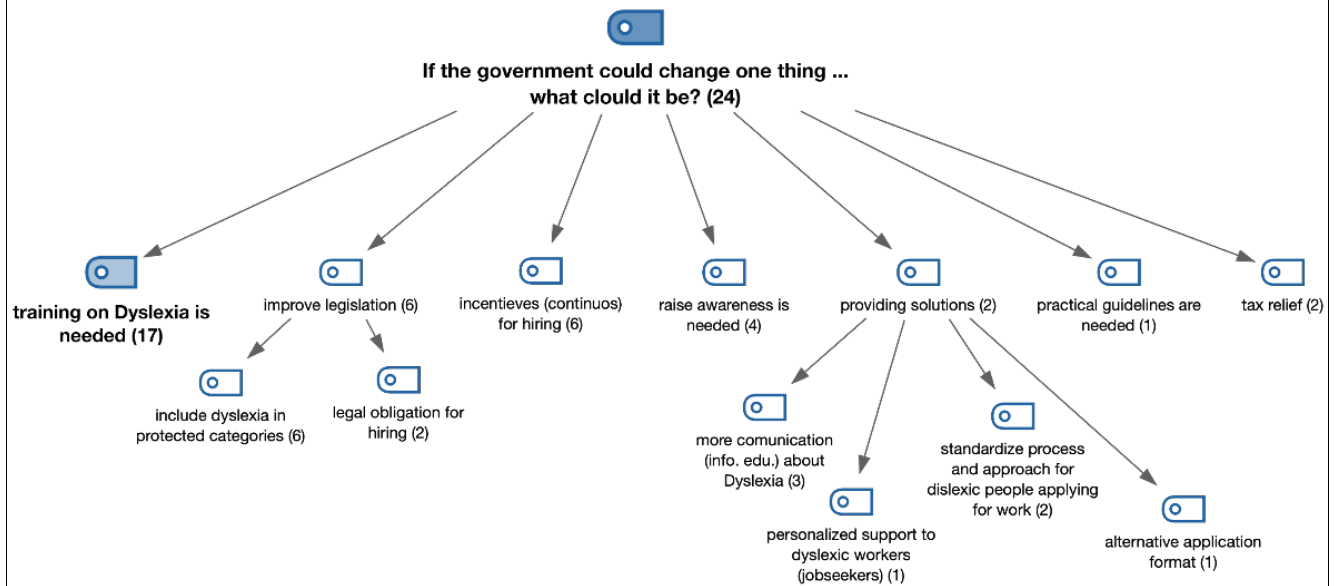 If the government could change one thing ...
what clould it be? (24)
training on Dyslexia is
needed (17)
improve legislation (6)
incentieves (continuos)
for hiring (6)
raise awareness is
needed (4)
providing solutions (2)
practical guidelines are
needed (1)
tax relief (2)
include dyslexia in
protected categories (6)
legal obligation for
hiring (2)
more comunication
(info. edu.) about
Dyslexia (3)
personalized support to
dyslexic workers
(jobseekers) (1)
standardize process
and approach for
dislexic people applying
for work (2)
alternative application
format (1)